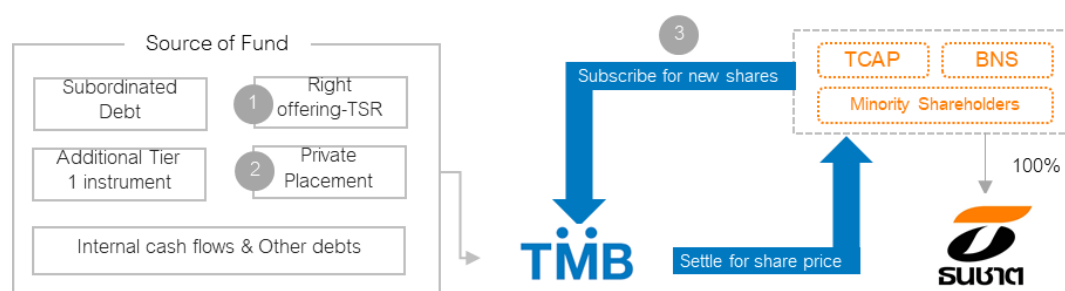 Source of Fund
Subordinated
Debt
1
Right
offering-TSR
Additional Tier
1 instrument
2
Private
Placement
Internal cash flows & Other debts
3
Subscribe for new shares
TMB
Settle for share price
TCAP
BNS
Minority Shareholders
100%
ธนชาต